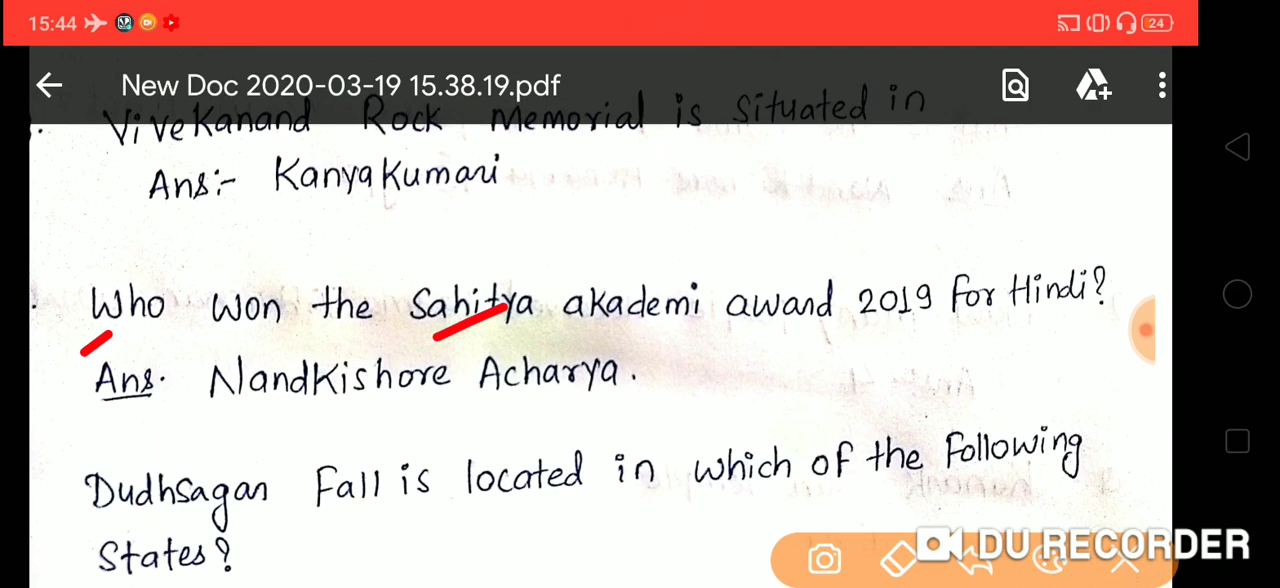 15:44
24
New Doc 2020-03-19 15.38.19.pdf
Vivekanand Rock Memorial is situated in
Ans:- Kanyakumari
Who won the Sahitya akademi award 2019 for Hindi?
Ans. Nandkishore Acharya.
Dudhsagar Fall is located in which of the following
States?
DU RECORDER